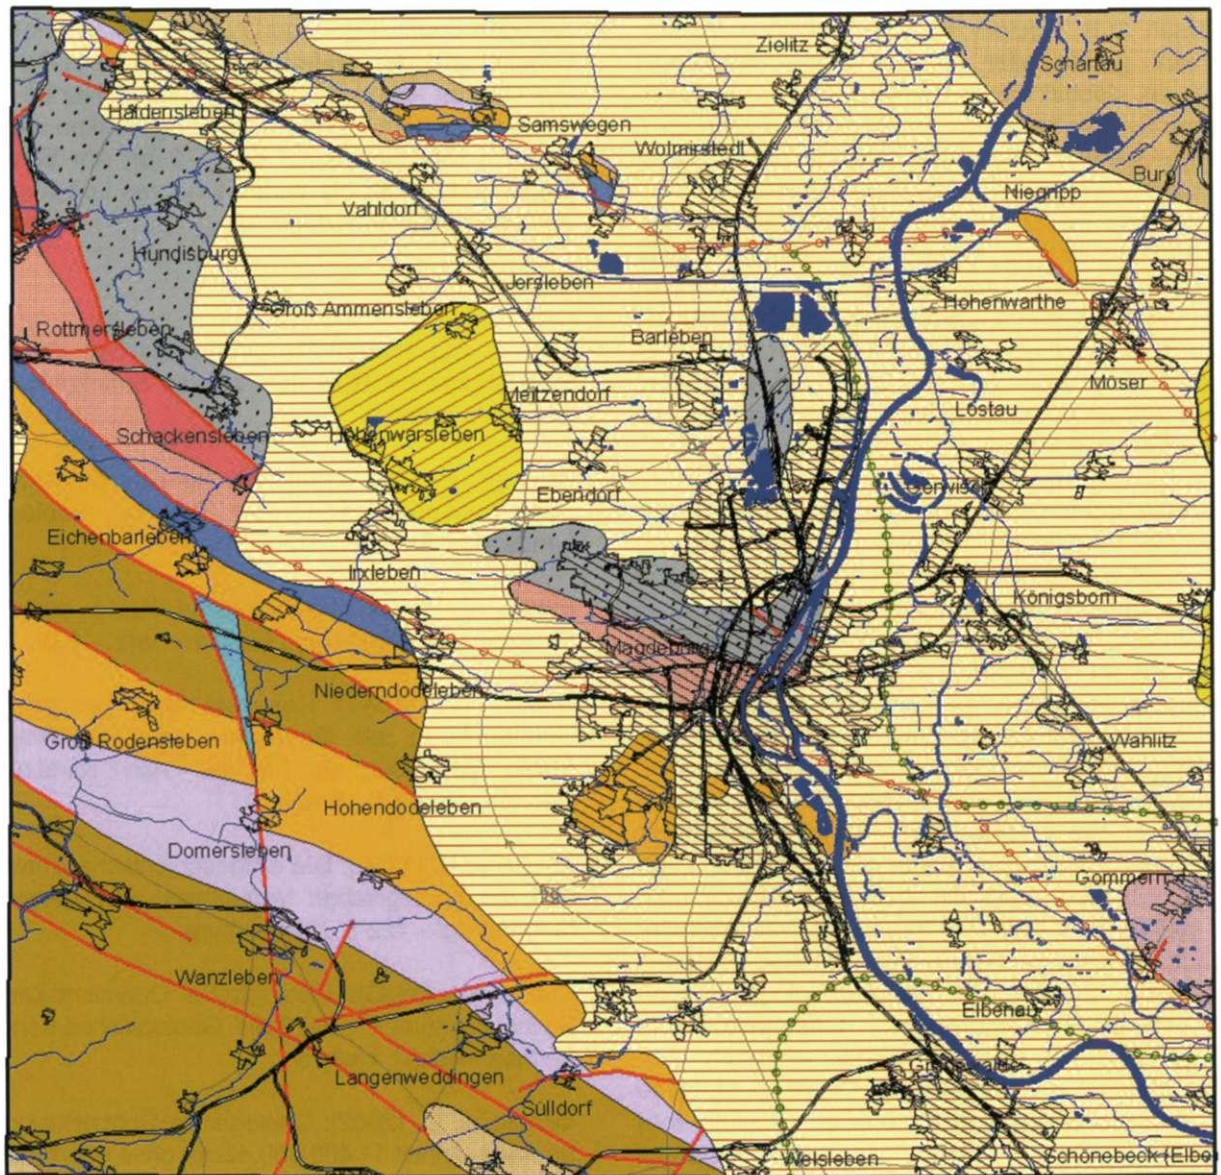 Zielitz
Schartau
Haldensleben
Samswegen
Wolmirstedt
Burg
Niegripp
Vahldorf
Hundisburg
Jersleben
Groß Ammensleben
Hohenwarthe
Rottmersleben
Barleben
Möser
Meitzendorf
Lostau
Schackensleben
Hohenwarsleben
Ebendorf
Gerwisch
Eichenbarleben
Irxleben
Königsborn
Magdeburg
Niederndodeleben
Groß Rodensleben
Wahlitz
Hohendodeleben
Domersleben
Gommern
Wanzleben
Elbenau
Grünewalde
Langenweddingen
Sülldorf
Welsleben
Schönebeck (Elbe